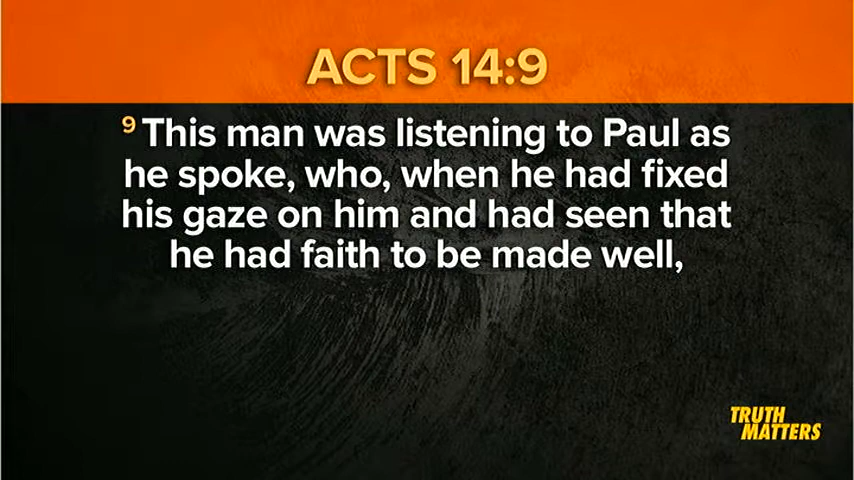 ACTS 14:9
9 This man was listening to Paul as
he spoke, who, when he had fixed
his gaze on him and had seen that
he had faith to be made well,
TRUTH
MATTERS